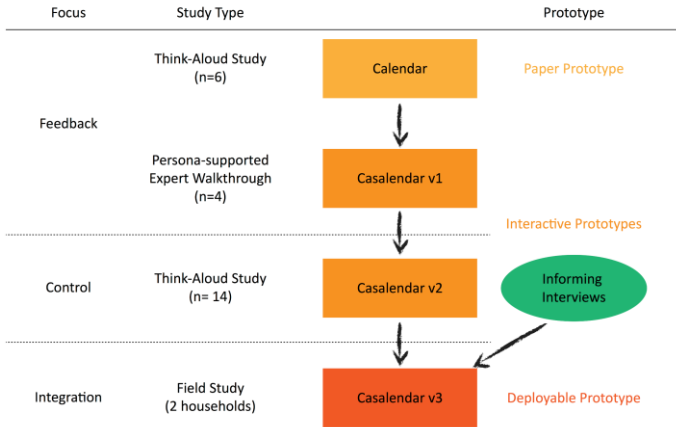 Focus
Study Type
Prototype
Think-Aloud Study
(n=6)
Calendar
Paper Prototype
Feedback
Persona-supported
Expert Walkthrough
(n=4)
Casalendar v1
Interactive Prototypes
Control
Think-Aloud Study
(n= 14)
Casalendar v2
Informing
Interviews
Integration
Field Study
(2 households)
Casalendar v3
Deployable Prototype